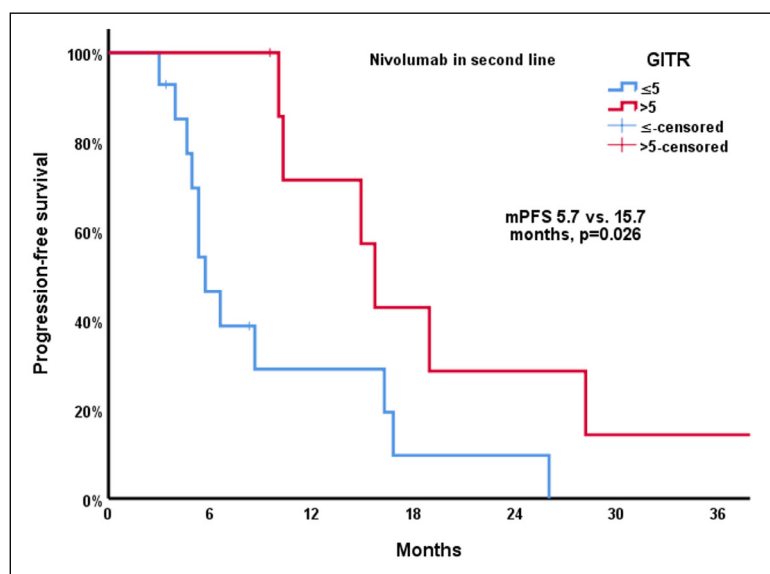 100%
Nivolumab in second line
GITR
≤5
>5
≤-censored
>5-censored
80%
mPFS 5.7 vs. 15.7
months, p=0.026
60%
Progression-free survival
40%
20%
0%
0 6 12 18 24 30 36
Months